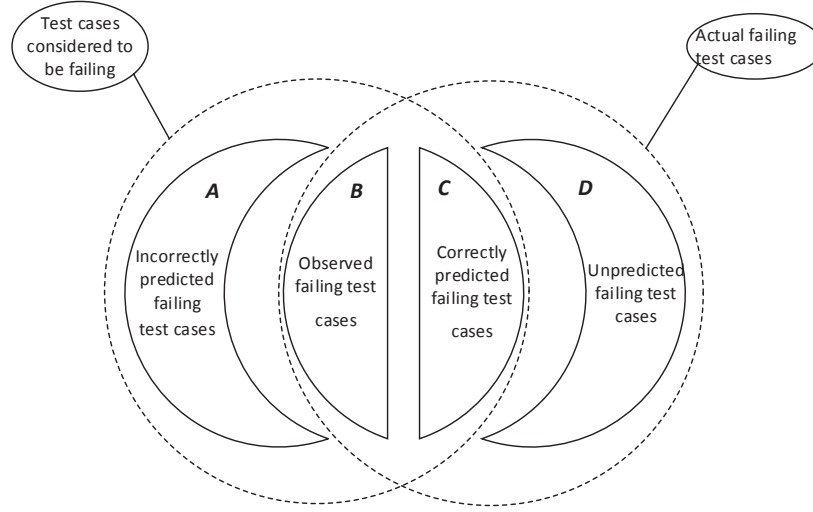 Test cases
considered to
be failing
Actual failing
test cases
A
B
C
D
Incorrectly
predicted
failing
test cases
Observed
failing test
cases
Correctly
predicted
failing test
cases
Unpredicted
failing test
cases